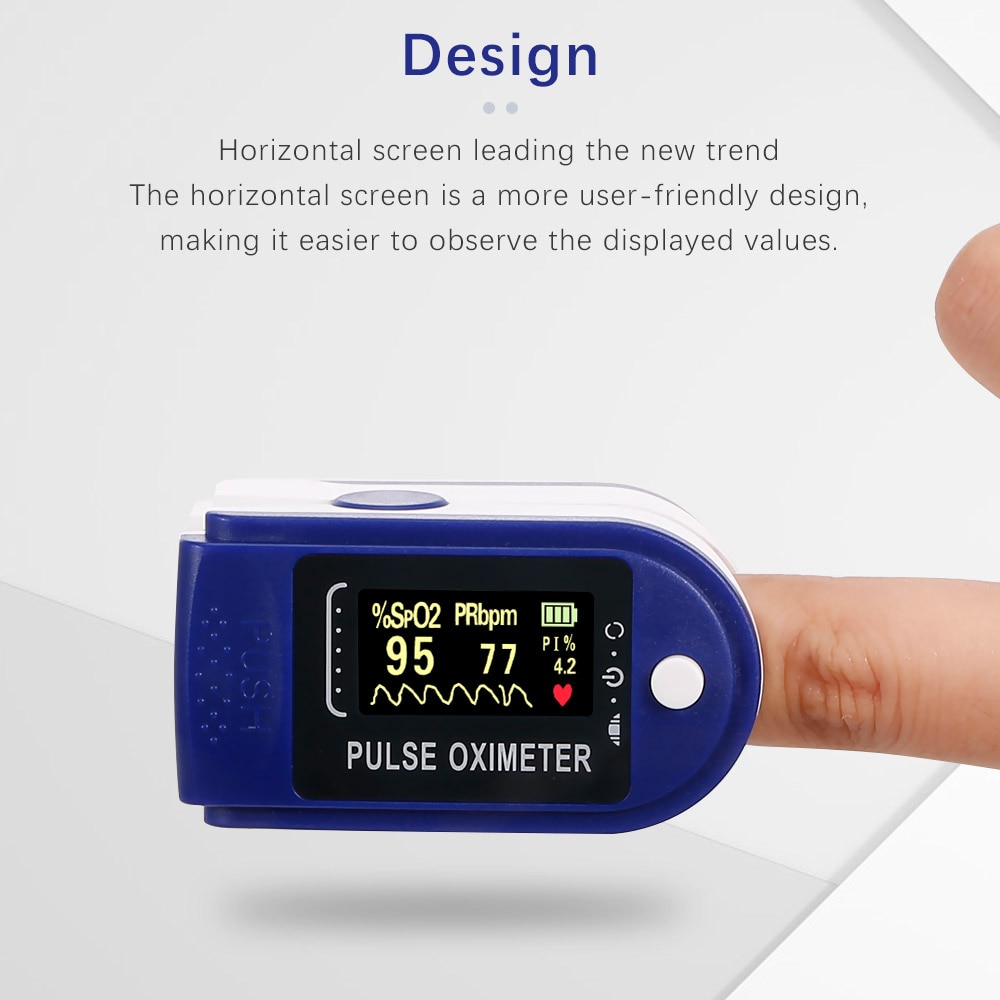 Design
Horizontal screen leading the new trend
The horizontal screen is a more user-friendly design,
making it easier to observe the displayed values.
%SpO2 PRbpm
95 77
PI%
4.2
PULSE OXIMETER
PUSH